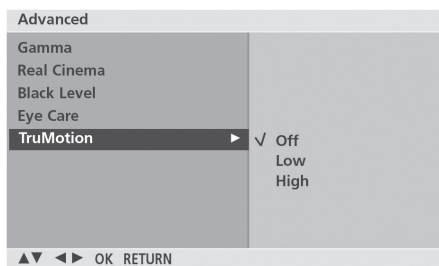 Advanced
Gamma
Real Cinema
Black Level
Eye Care
TruMotion ► √ Off
Low
High
▲▼ ◄► OK RETURN